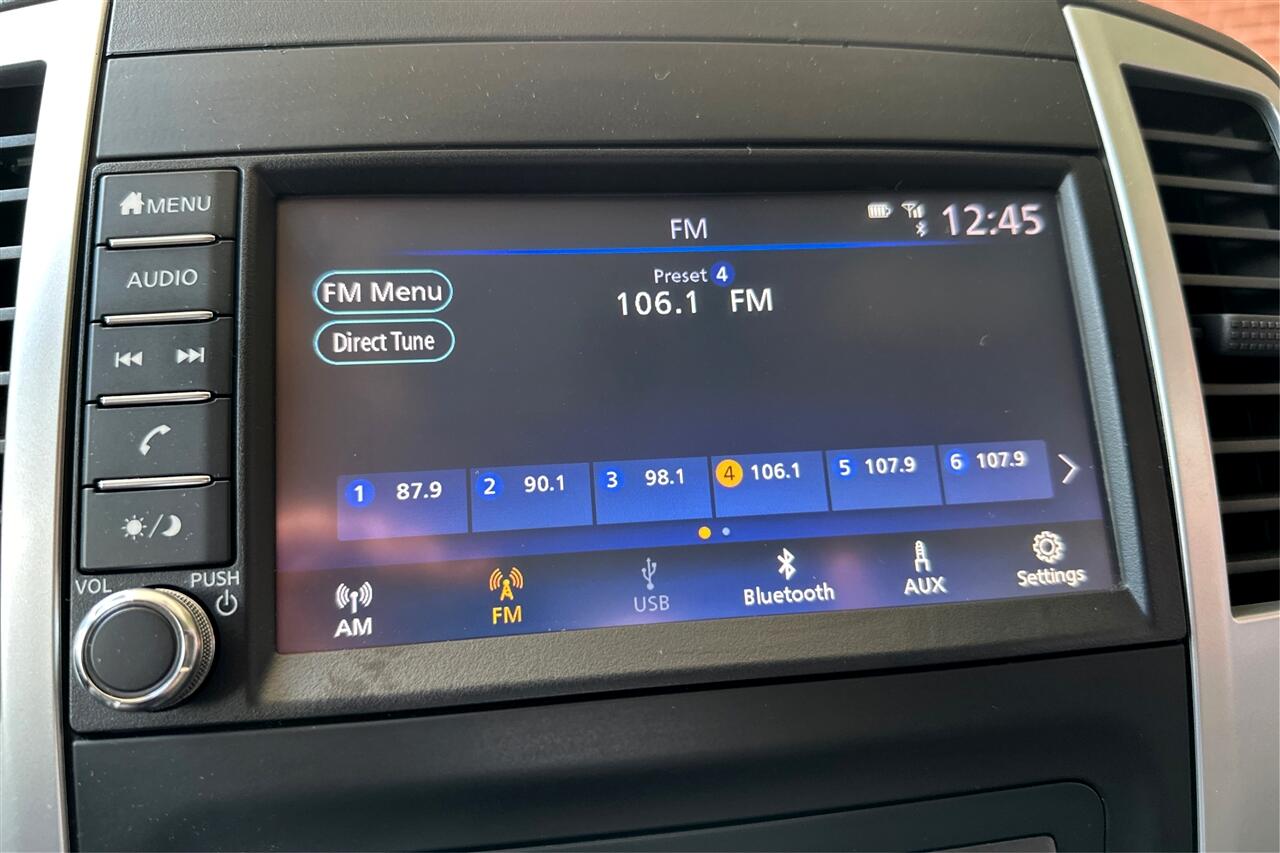 MENU
AUDIO
VOL
PUSH
FM
12:45
FM Menu
Direct Tune
Preset 4
106.1 FM
1 87.9
2 90.1
3 98.1
4 106.1
5 107.9
6 107.9
AM
FM
USB
Bluetooth
AUX
Settings